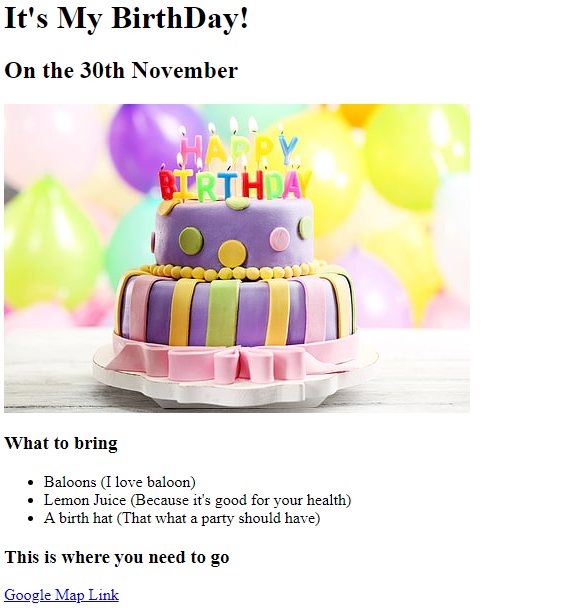 It's My BirthDay!
On the 30th November
HAPPY
BIRTHDAY
What to bring
Baloons (I love baloon)
Lemon Juice (Because it's good for your health)
A birth hat (That what a party should have)
This is where you need to go
Google Map Link